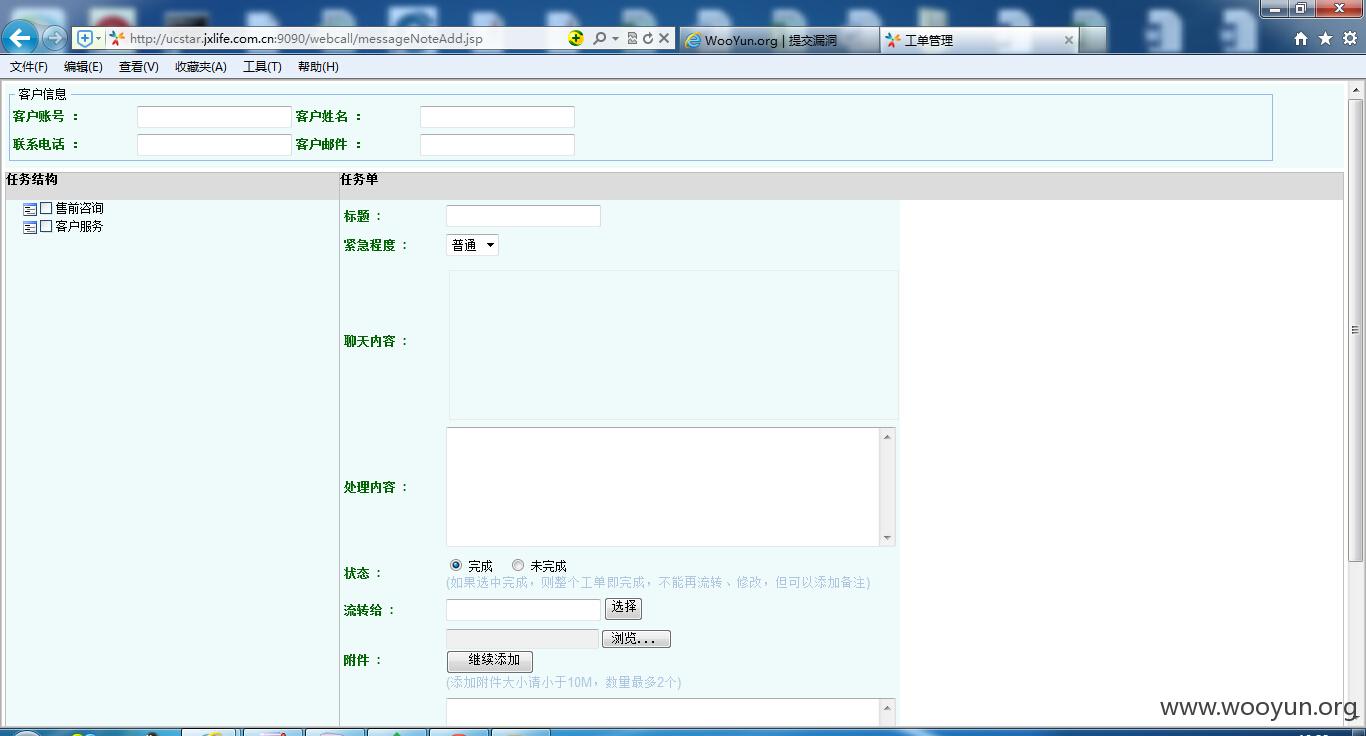 http://ucstar.jxlife.com.cn:9090/webcall/messageNoteAdd.jsp
WooYun.org | 提交漏洞
工单管理
文件(F) 编辑(E) 查看(V) 收藏夹(A) 工具(T) 帮助(H)
客户信息
客户账号 ： 客户姓名 ：
联系电话 ： 客户邮件 ：
任务结构 任务单
售前咨询
客户服务
标题 ：
紧急程度 ： 普通
聊天内容 ：
处理内容 ：
状态 ： 完成 未完成
(如果选中完成，则整个工单即完成，不能再流转、修改，但可以添加备注)
流转给 ： 选择
浏览...
附件 ： 继续添加
(添加附件大小请小于10M，数量最多2个)
www.wooyun.org